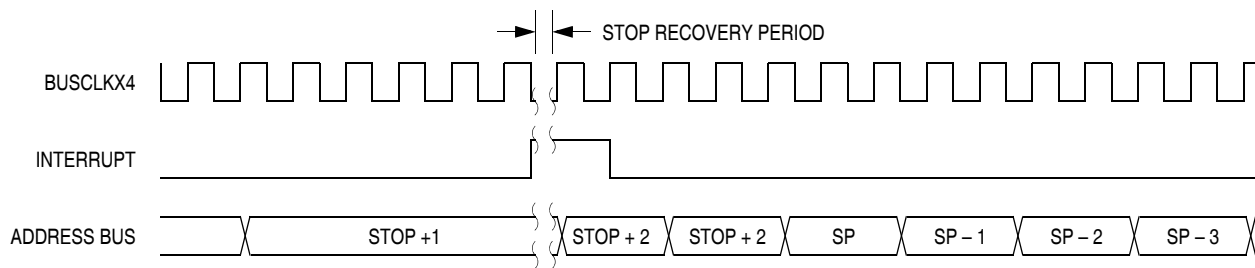 STOP RECOVERY PERIOD
BUSCLKX4
INTERRUPT
ADDRESS BUS STOP +1 STOP + 2 STOP + 2 SP SP – 1 SP – 2 SP – 3